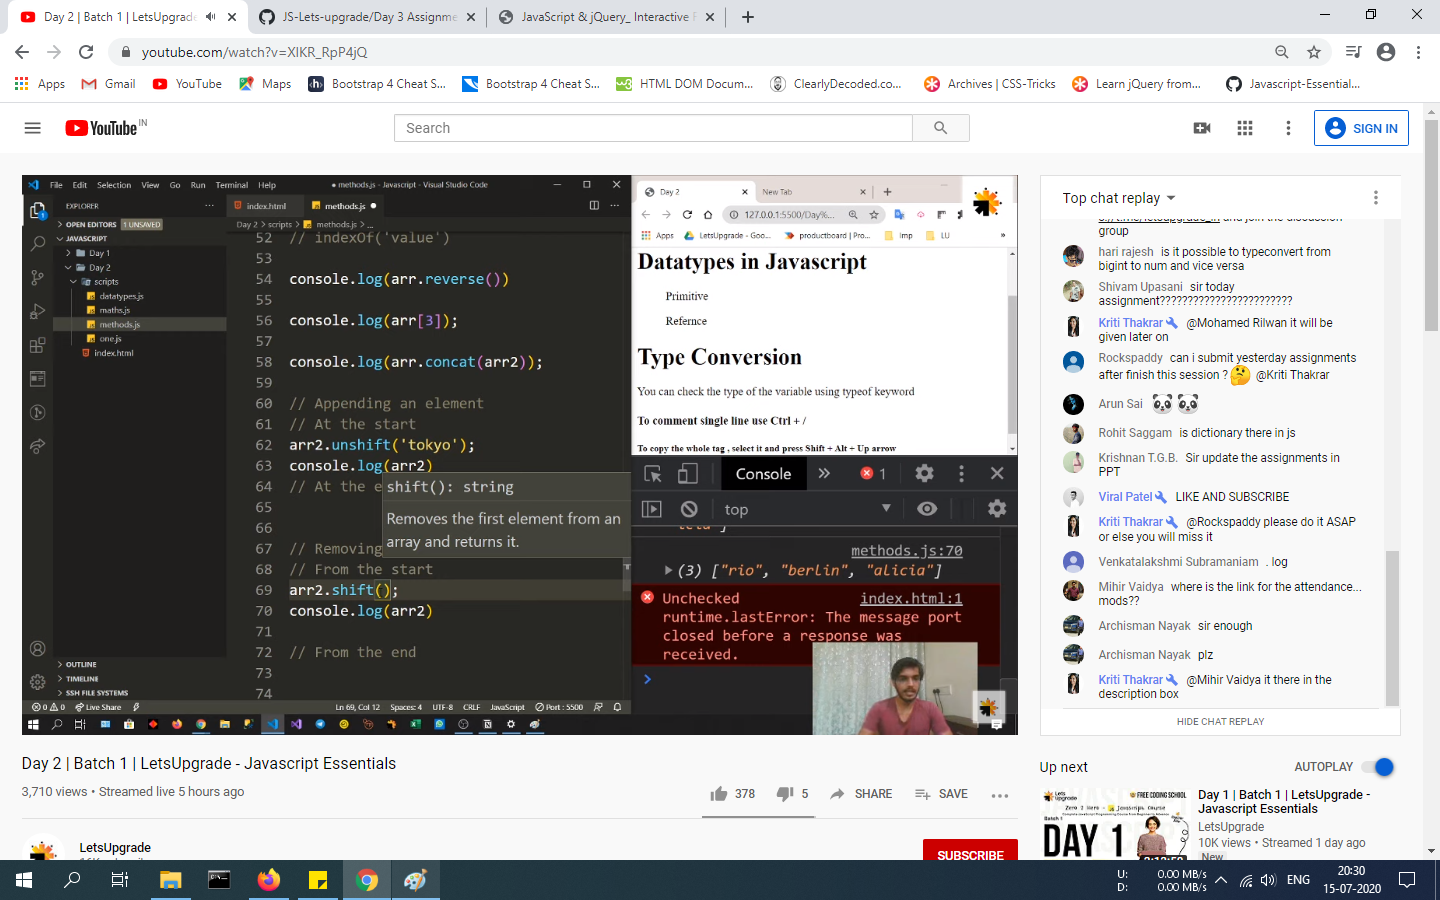 Day 2 | Batch 1 | LetsUpgrade
JS-Lets-upgrade/Day 3 Assignme
JavaScript & jQuery_ Interactive F
youtube.com/watch?v=XIKR_RpP4jQ
Apps
Gmail
YouTube
Maps
Bootstrap 4 Cheat S...
Bootstrap 4 Cheat S...
HTML DOM Docum...
ClearlyDecoded.co...
Archives | CSS-Tricks
Learn jQuery from...
Javascript-Essential...
YouTube IN
Search
SIGN IN
File Edit Selection View Go Run Terminal Help
● methods.js - Javascript - Visual Studio Code
EXPLORER
OPEN EDITORS 1 UNSAVED
JAVASCRIPT
Day 1
Day 2
scripts
datatypes.js
maths.js
methods.js
one.js
index.html
OUTLINE
TIMELINE
SSH FILE SYSTEMS
index.html
methods.js
Day 2 > scripts > methods.js > ...
52 // indexOf('value')
53
54 console.log(arr.reverse())
55
56 console.log(arr[3]);
57
58 console.log(arr.concat(arr2));
59
60 // Appending an element
61 // At the start
62 arr2.unshift('tokyo');
63 console.log(arr2)
64 // At the e
shift(): string
65
Removes the first element from an
66
array and returns it.
67 // Removing
68 // From the start
69 arr2.shift();
70 console.log(arr2)
71
72 // From the end
73
74
0 0 Live Share
Ln 69, Col 12 Spaces: 4 UTF-8 CRLF JavaScript Port : 5500
Day 2
New Tab
127.0.0.1:5500/Day%...
Apps
LetsUpgrade - Goo...
productboard | Pro...
Imp
LU
»
Datatypes in Javascript
Primitive
Refernce
Type Conversion
You can check the type of the variable using typeof keyword
To comment single line use Ctrl + /
To copy the whole tag , select it and press Shift + Alt + Up arrow
Console
1
top
methods.js:70
(3) ["rio", "berlin", "alicia"]
Unchecked index.html:1
runtime.lastError: The message port
closed before a response was
received.
Day 2 | Batch 1 | LetsUpgrade - Javascript Essentials
3,710 views • Streamed live 5 hours ago
378
5
SHARE
SAVE
LetsUpgrade
SUBSCRIBE
Top chat replay
and join the discussion
group
hari rajesh is it possible to typeconvert from
bigint to num and vice versa
Shivam Upasani sir today
assignment????????????????????????
Kriti Thakrar @Mohamed Rilwan it will be
given later on
Rockspaddy can i submit yesterday assignments
after finish this session ? 🤔 @Kriti Thakrar
Arun Sai 🐼🐼
Rohit Saggam is dictionary there in js
Krishnan T.G.B. Sir update the assignments in
PPT
Viral Patel LIKE AND SUBSCRIBE
Kriti Thakrar @Rockspaddy please do it ASAP
or else you will miss it
Venkatalakshmi Subramaniam . log
Mihir Vaidya where is the link for the attendance...
mods??
Archisman Nayak sir enough
Archisman Nayak plz
Kriti Thakrar @Mihir Vaidya it there in the
description box
HIDE CHAT REPLAY
Up next
AUTOPLAY
Lets Upgrade
FREE CODING SCHOOL
Zero 2 Hero - Javascript Course
Batch 1
DAY 1
Day 1 | Batch 1 | LetsUpgrade -
Javascript Essentials
LetsUpgrade
10K views • Streamed 1 day ago
New
U: 0.00 MB/s
D: 0.00 MB/s
ENG
20:30
15-07-2020